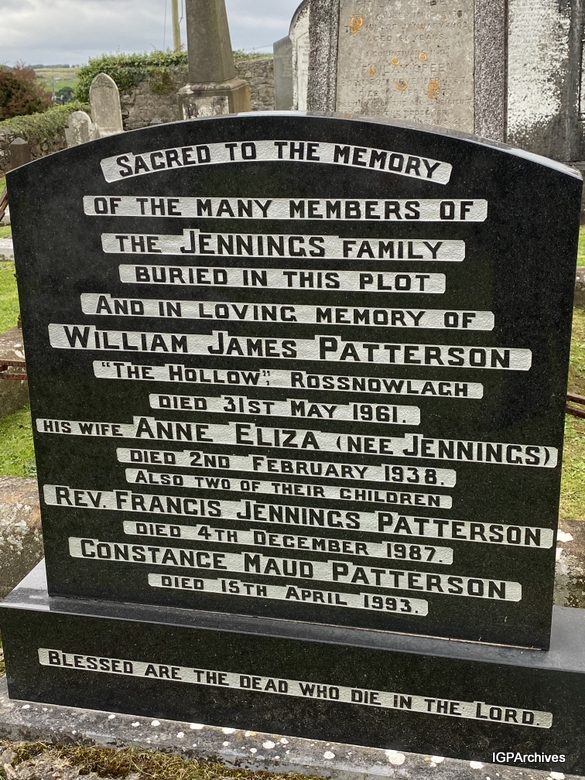 SACRED TO THE MEMORY
OF THE MANY MEMBERS OF
THE JENNINGS FAMILY
BURIED IN THIS PLOT
AND IN LOVING MEMORY OF
WILLIAM JAMES PATTERSON
"THE HOLLOW", ROSSNOWLAGH
DIED 31ST MAY 1961.
HIS WIFE ANNE ELIZA (NEE JENNINGS)
DIED 2ND FEBRUARY 1938.
ALSO TWO OF THEIR CHILDREN
REV. FRANCIS JENNINGS PATTERSON
DIED 4TH DECEMBER 1987.
CONSTANCE MAUD PATTERSON
DIED 15TH APRIL 1993.
BLESSED ARE THE DEAD WHO DIE IN THE LORD.
IGPArchives